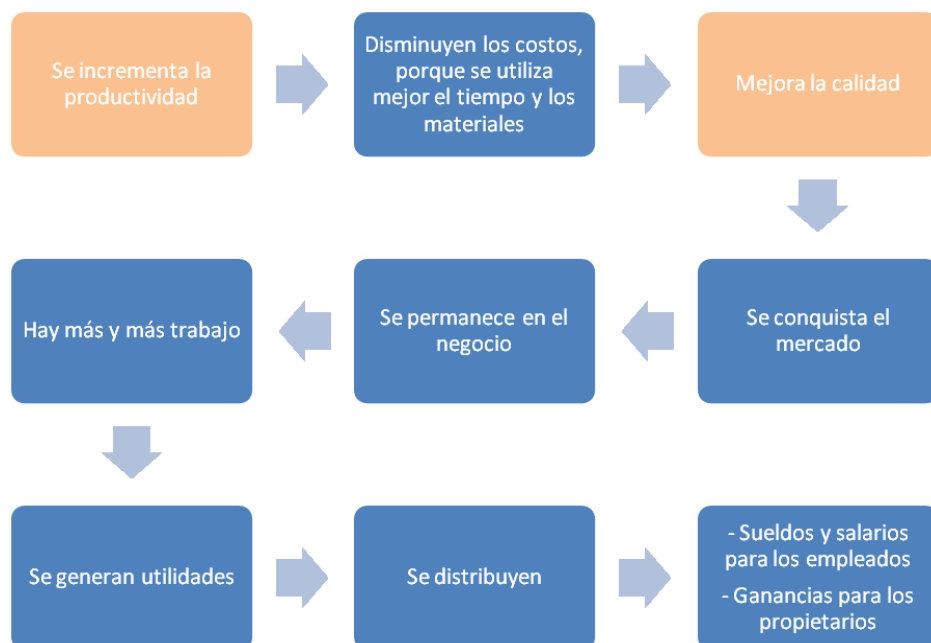 Se incrementa la
productividad
Disminuyen los costos,
porque se utiliza
mejor el tiempo y los
materiales
Mejora la calidad
Se conquista el
mercado
Se permanece en el
negocio
Hay más y más trabajo
Se generan utilidades
Se distribuyen
- Sueldos y salarios
para los empleados
- Ganancias para los
propietarios